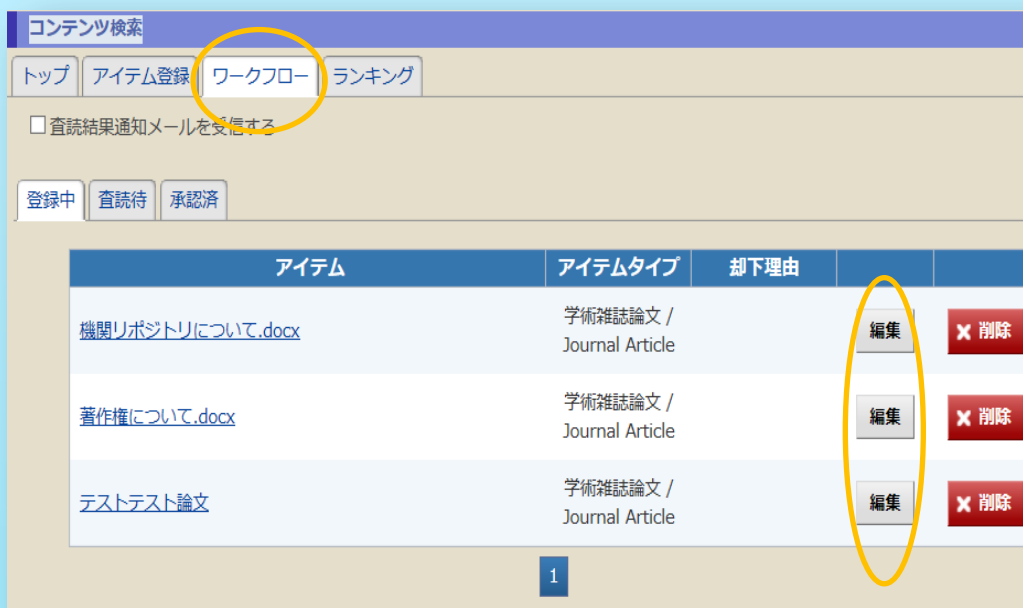 コンテンツ検索
トップ アイテム登録 ワークフロー ランキング
査読結果通知メールを受信する
登録中 査読待 承認済
アイテム アイテムタイプ 却下理由
機関リポジトリについて.docx 学術雑誌論文 / 編集 削除
Journal Article
著作権について.docx 学術雑誌論文 / 編集 削除
Journal Article
テストテスト論文 学術雑誌論文 / 編集 削除
Journal Article
1